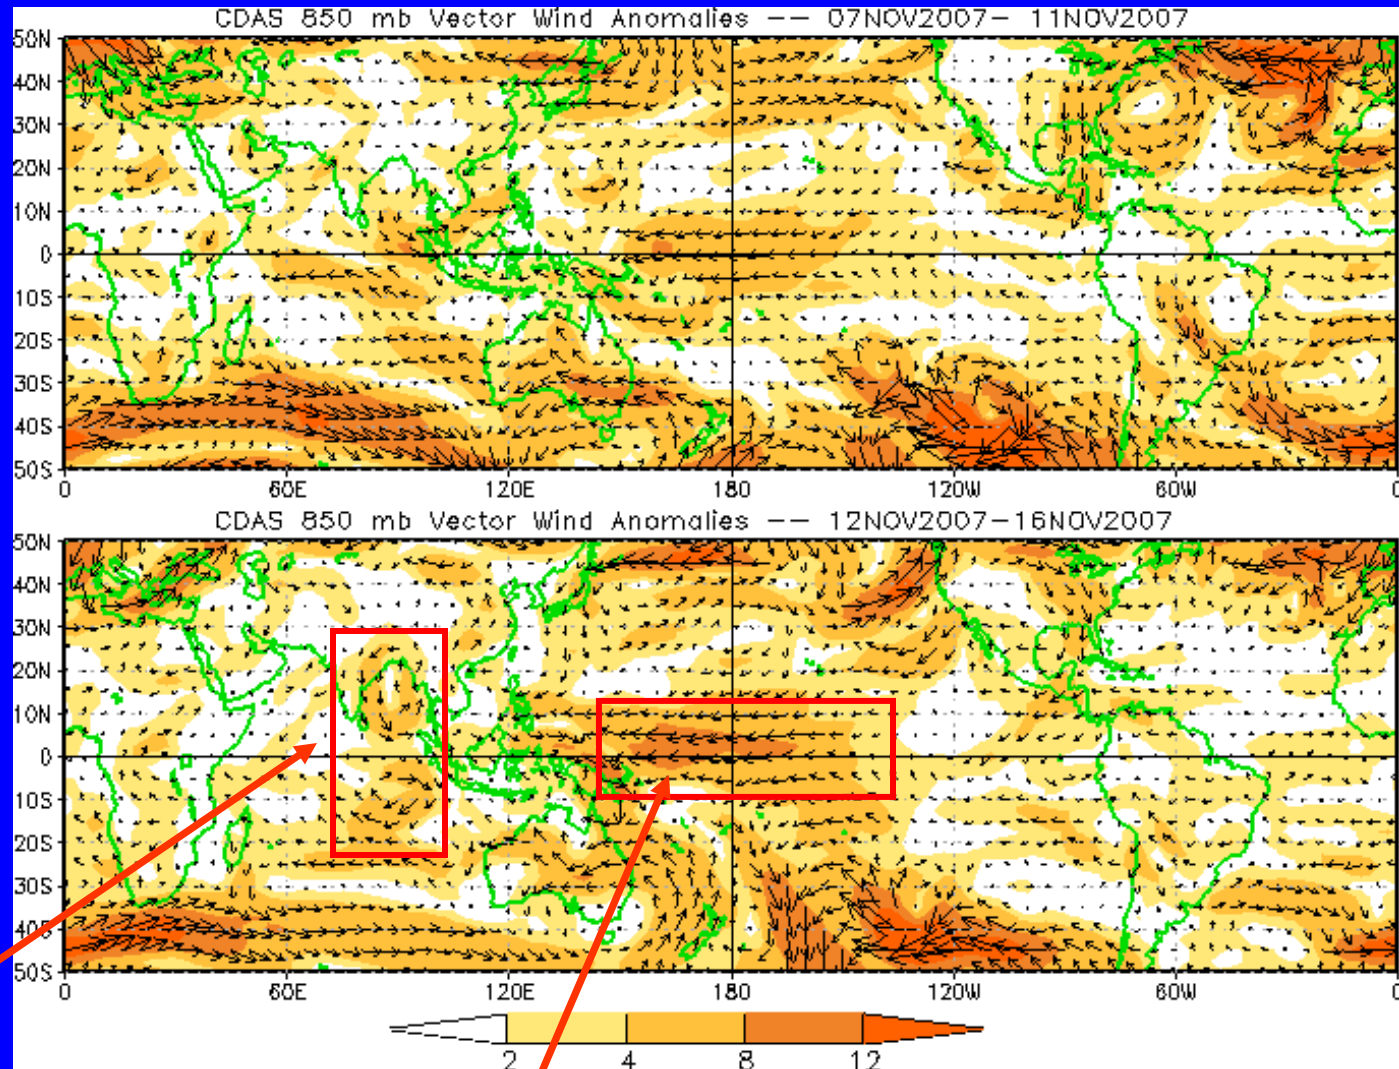 CDAS 850 mb Vector Wind Anomalies -- 07NOV2007- 11NOV2007
50N
40N
30N
20N
10N
0
10S
20S
30S
40S
50S
0 60E 120E 180 120W 60W 0
CDAS 850 mb Vector Wind Anomalies -- 12NOV2007-16NOV2007
50N
40N
30N
20N
10N
0
10S
20S
30S
40S
50S
0 60E 120E 180 120W 60W 0
2 4 8 12